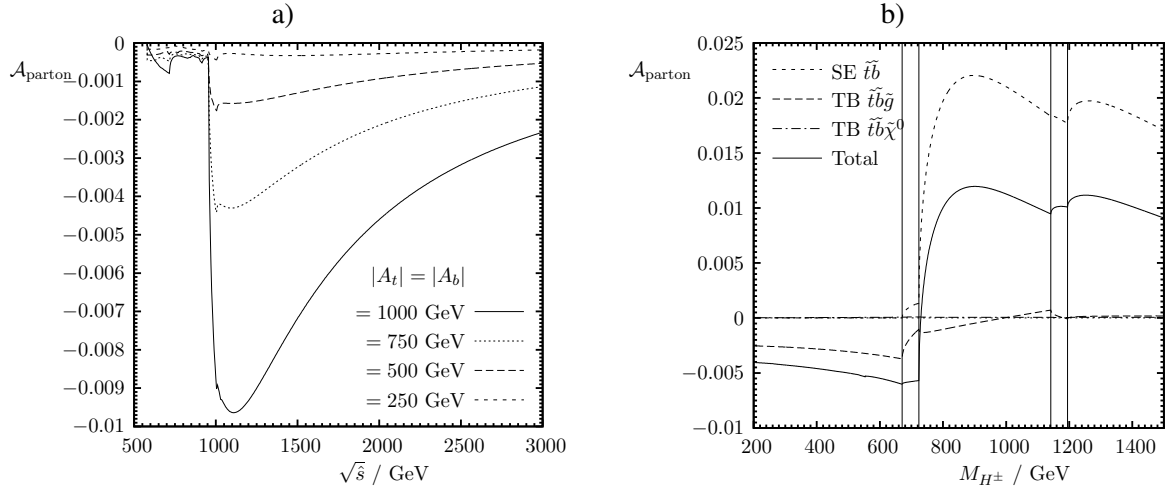 a)
𝒜parton
0
−0.001
−0.002
−0.003
−0.004
−0.005
−0.006
−0.007
−0.008
−0.009
−0.01
|A_t| = |A_b|
= 1000 GeV
= 750 GeV
= 500 GeV
= 250 GeV
500 1000 1500 2000 2500 3000
√ŝ / GeV
b)
𝒜parton
0.025
0.02
0.015
0.01
0.005
0
−0.005
−0.01
SE t̃b̃
TB t̃b̃g̃
TB t̃b̃χ̃⁰
Total
200 400 600 800 1000 1200 1400
M_{H±} / GeV